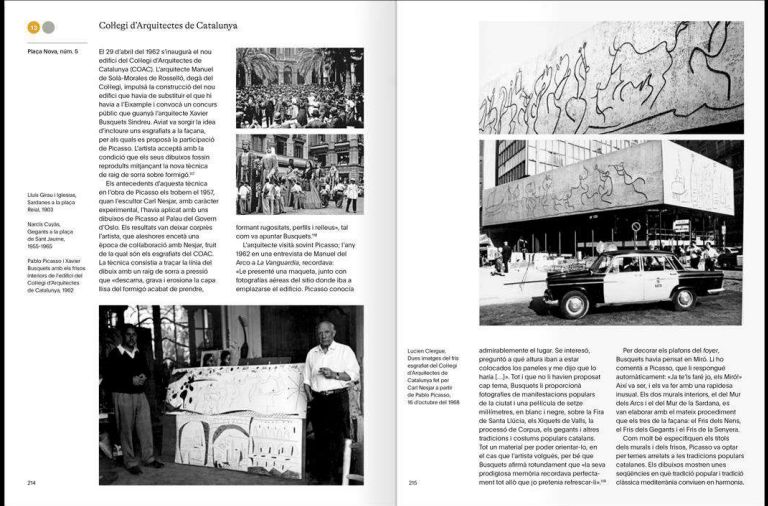 13
Col·legi d'Arquitectes de Catalunya
Plaça Nova, núm. 5
El 29 d'abril del 1962 s'inaugurà el nou
edifici del Col·legi d'Arquitectes de
Catalunya (COAC). L'arquitecte Manuel
de Solà-Morales de Rosselló, degà del
Col·legi, impulsà la construcció del nou
edifici que havia de substituir el que hi
havia a l'Eixample i convocà un concurs
públic que guanyà l'arquitecte Xavier
Busquets Sindreu. Aviat va sorgir la idea
d'incloure uns esgrafiats a la façana,
per als quals es proposà la participació
de Picasso. L'artista acceptà amb la
condició que els seus dibuixos fossin
reproduïts mitjançant la nova tècnica
de raig de sorra sobre formigó.
Els antecedents d'aquesta tècnica
en l'obra de Picasso els trobem el 1957,
quan l'escultor Carl Nesjar, amb caràcter
experimental, l'havia aplicat amb uns
dibuixos de Picasso al Palau del Govern
d'Oslo. Els resultats van deixar corprès
l'artista, que aleshores encetà una
època de col·laboració amb Nesjar, fruit
de la qual són els esgrafiats del COAC.
La tècnica consistia a traçar la línia del
dibuix amb un raig de sorra a pressió
que «descarna, grava i erosiona la capa
llisa del formigó acabat de prendre,
formant rugositats, perfils i relleus», tal
com va apuntar Busquets.
L'arquitecte visità sovint Picasso; l'any
1962 en una entrevista de Manuel del
Arco a La Vanguardia, recordava:
«Le presenté una maqueta, junto con
fotografías aéreas del sitio donde iba a
emplazarse el edificio. Picasso conocía
Lluís Girau i Iglesias,
Sardanes a la plaça
Reial, 1903
Narcís Cuyàs,
Gegants a la plaça
de Sant Jaume,
1955-1965
Pablo Picasso i Xavier
Busquets amb els frisos
interiors de l'edifici del
Col·legi d'Arquitectes
de Catalunya, 1962
214
Lucien Clergue,
Dues imatges del fris
esgrafiat del Col·legi
d'Arquitectes de
Catalunya fet per
Carl Nesjar a partir
de Pablo Picasso,
16 d'octubre del 1968
215
admirablemente el lugar. Se interesó,
preguntó a qué altura iban a estar
colocados los paneles y me dijo que lo
haría [...]». Tot i que no li havien proposat
cap tema, Busquets li proporcionà
fotografies de manifestacions populars
de la ciutat i una pel·lícula de setze
mil·límetres, en blanc i negre, sobre la Fira
de Santa Llúcia, els Xiquets de Valls, la
processó de Corpus, els gegants i altres
tradicions i costums populars catalans.
Tot un material per poder orientar-lo, en
el cas que l'artista volgués, per bé que
Busquets afirmà rotundament que «la seva
prodigiosa memòria recordava perfecta-
ment tot allò que jo pretenia refrescar-li».
Per decorar els plafons del foyer,
Busquets havia pensat en Miró. Li ho
comentà a Picasso, que li respongué
automàticament: «Ja te'ls faré jo, els Miró!»
Així va ser, i els va fer amb una rapidesa
inusual. Els dos murals interiors, el del Mur
dels Arcs i el del Mur de la Sardana, es
van elaborar amb el mateix procediment
que els tres de la façana: el Fris dels Nens,
el Fris dels Gegants i el Fris de la Senyera.
Com molt bé especifiquen els títols
dels murals i dels frisos, Picasso va optar
per temes arrelats a les tradicions populars
catalanes. Els dibuixos mostren unes
seqüències en què tradició popular i tradició
clàssica mediterrània conviuen en harmonia.